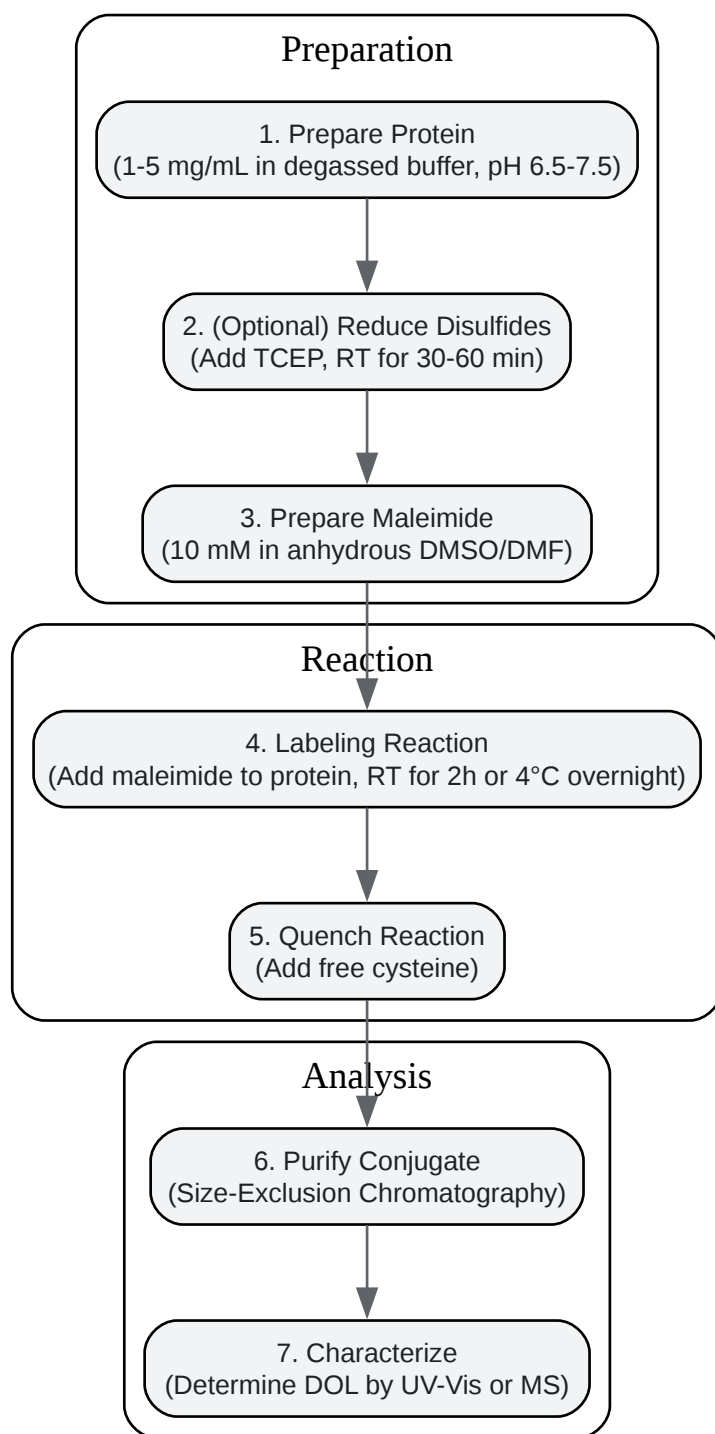 Preparation
1. Prepare Protein
(1-5 mg/mL in degassed buffer, pH 6.5-7.5)
2. (Optional) Reduce Disulfides
(Add TCEP, RT for 30-60 min)
3. Prepare Maleimide
(10 mM in anhydrous DMSO/DMF)
Reaction
4. Labeling Reaction
(Add maleimide to protein, RT for 2h or 4°C overnight)
5. Quench Reaction
(Add free cysteine)
Analysis
6. Purify Conjugate
(Size-Exclusion Chromatography)
7. Characterize
(Determine DOL by UV-Vis or MS)